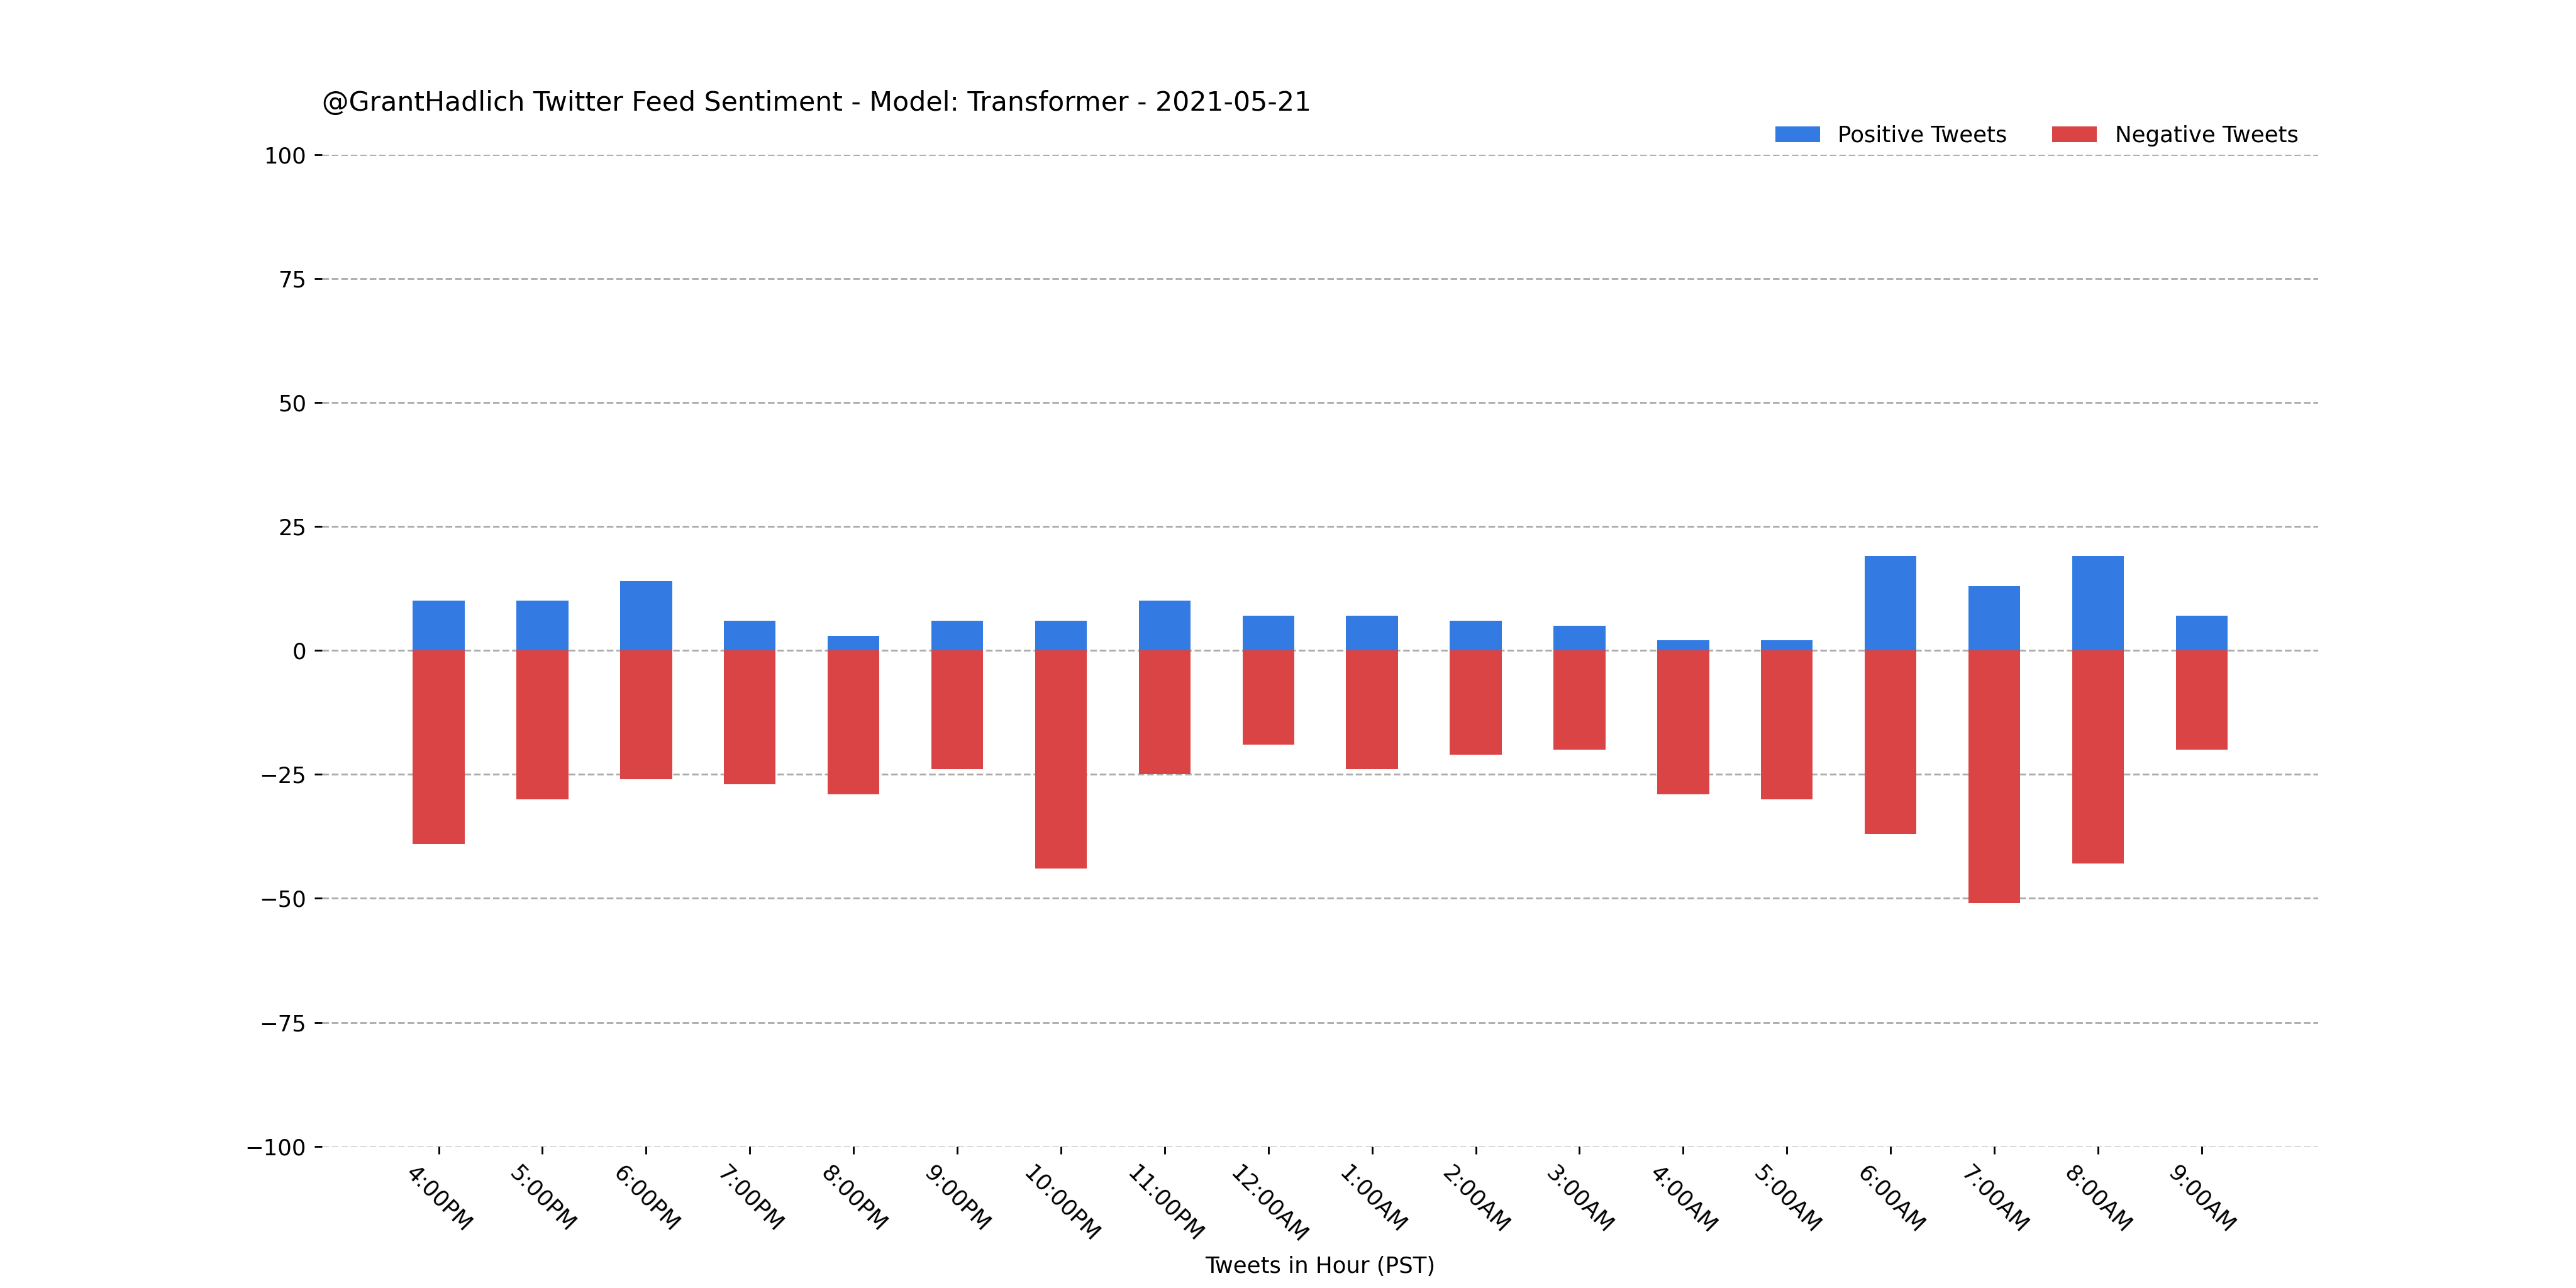 @GrantHadlich Twitter Feed Sentiment - Model: Transformer - 2021-05-21
Positive Tweets
Negative Tweets
100
75
50
25
0
−25
−50
−75
−100
4:00PM
5:00PM
6:00PM
7:00PM
8:00PM
9:00PM
10:00PM
11:00PM
12:00AM
1:00AM
2:00AM
3:00AM
4:00AM
5:00AM
6:00AM
7:00AM
8:00AM
9:00AM
Tweets in Hour (PST)